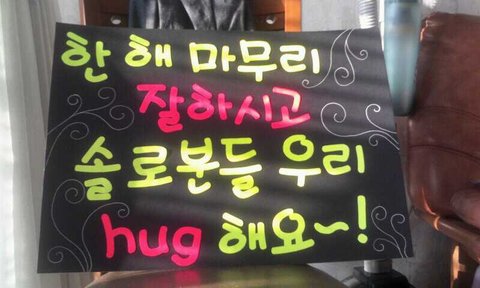 한 해 마무리
잘하시고
솔로분들 우리
hug 해요~!